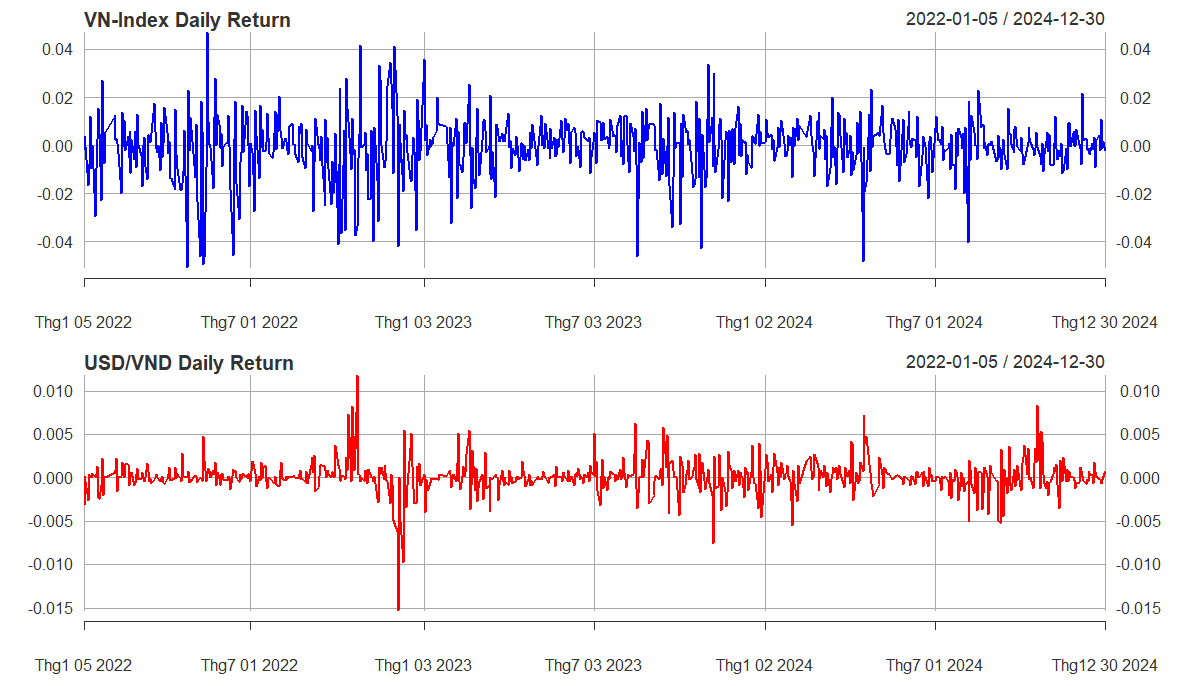 VN-Index Daily Return 2022-01-05 / 2024-12-30
0.04 0.04
0.02 0.02
0.00 0.00
-0.02 -0.02
-0.04 -0.04
Thg1 05 2022 Thg7 01 2022 Thg1 03 2023 Thg7 03 2023 Thg1 02 2024 Thg7 01 2024 Thg12 30 2024
USD/VND Daily Return 2022-01-05 / 2024-12-30
0.010 0.010
0.005 0.005
0.000 0.000
-0.005 -0.005
-0.010 -0.010
-0.015 -0.015
Thg1 05 2022 Thg7 01 2022 Thg1 03 2023 Thg7 03 2023 Thg1 02 2024 Thg7 01 2024 Thg12 30 2024